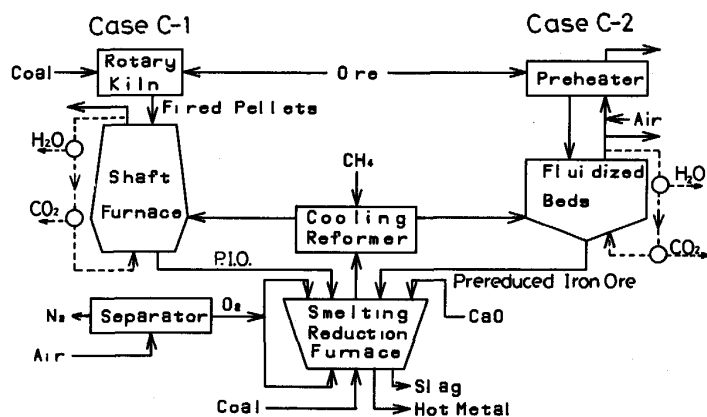 Case C-1
Case C-2
Coal
Rotary
Kiln
Ore
Preheater
Fired Pellets
Air
H2O
CO2
Shaft
Furnace
CH4
Cooling
Reformer
Fluidized
Beds
H2O
CO2
P.I.O.
Prereduced Iron Ore
N2
Separator
O2
Air
Smelting
Reduction
Furnace
CaO
Coal
Slag
Hot Metal